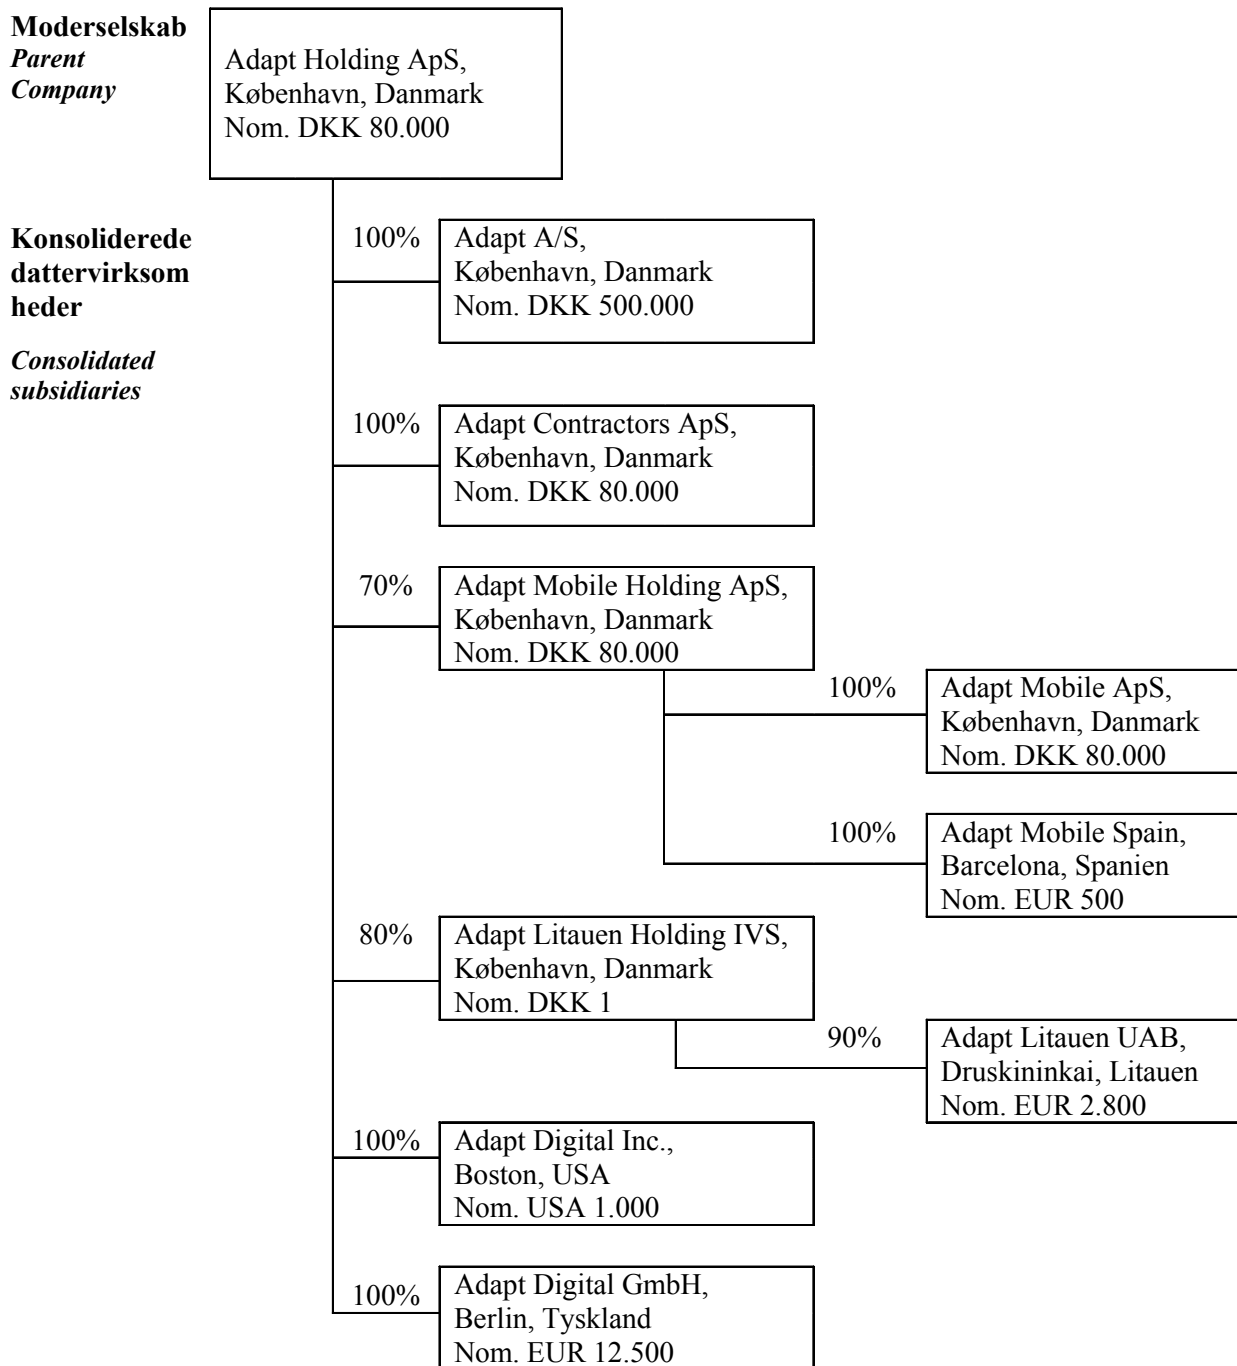 Moderselskab
Parent
Company
Adapt Holding ApS,
København, Danmark
Nom. DKK 80.000
Konsoliderede
dattervirksom
heder
Consolidated
subsidiaries
100%
Adapt A/S,
København, Danmark
Nom. DKK 500.000
100%
Adapt Contractors ApS,
København, Danmark
Nom. DKK 80.000
70%
Adapt Mobile Holding ApS,
København, Danmark
Nom. DKK 80.000
100%
Adapt Mobile ApS,
København, Danmark
Nom. DKK 80.000
100%
Adapt Mobile Spain,
Barcelona, Spanien
Nom. EUR 500
80%
Adapt Litauen Holding IVS,
København, Danmark
Nom. DKK 1
90%
Adapt Litauen UAB,
Druskininkai, Litauen
Nom. EUR 2.800
100%
Adapt Digital Inc.,
Boston, USA
Nom. USA 1.000
100%
Adapt Digital GmbH,
Berlin, Tyskland
Nom. EUR 12.500